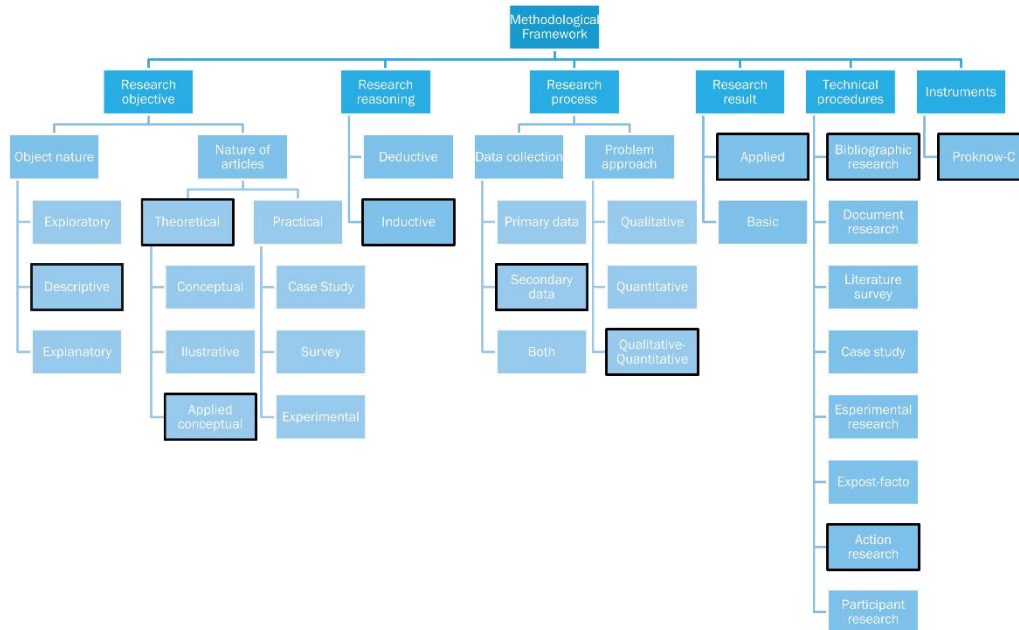 Methodological
Framework
Research
objective
Research
reasoning
Research
process
Research
result
Technical
procedures
Instruments
Object nature
Nature of
articles
Deductive
Data collection
Problem
approach
Applied
Bibliographic
research
Proknow-C
Exploratory
Theoretical
Practical
Inductive
Primary data
Qualitative
Basic
Document
research
Descriptive
Conceptual
Case Study
Secondary
data
Quantitative
Literature
survey
Explanatory
Ilustrative
Survey
Both
Qualitative-
Quantitative
Case study
Applied
conceptual
Experimental
Esperimental
research
Expost-facto
Action
research
Participant
research